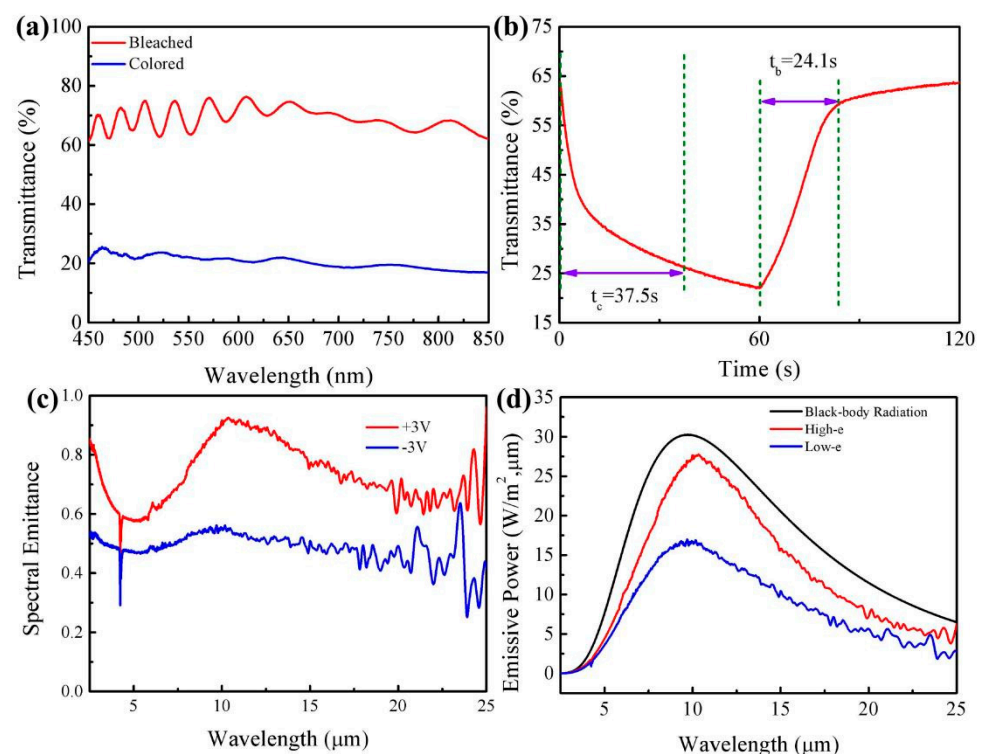 (a)
100
80
60
40
20
0
Transmittance (%)
Bleached
Colored
450 500 550 600 650 700 750 800 850
Wavelength (nm)
(b)
75
65
55
45
35
25
15
Transmittance (%)
t_b=24.1s
t_c=37.5s
0 60 120
Time (s)
(c)
1.0
0.8
0.6
0.4
0.2
0.0
Spectral Emittance
+3V
-3V
5 10 15 20 25
Wavelength (μm)
(d)
35
30
25
20
15
10
5
0
Emissive Power (W/m²,μm)
Black-body Radiation
High-e
Low-e
5 10 15 20 25
Wavelength (μm)